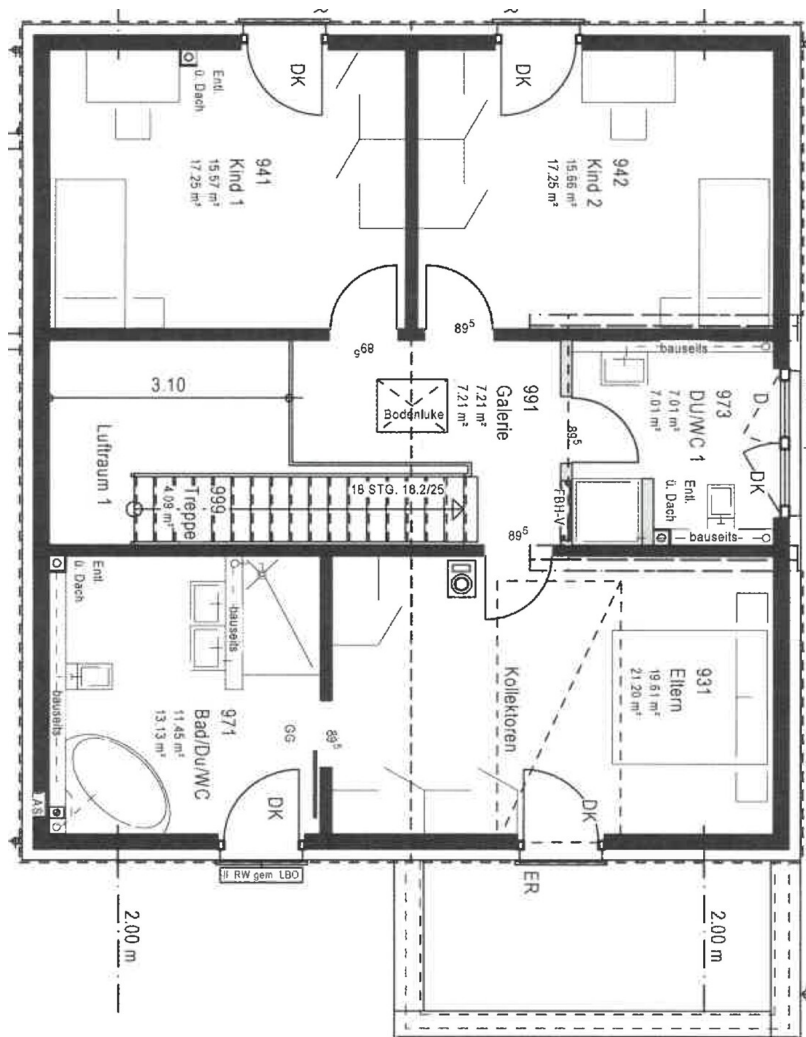 DK
DK
Entl.
ü. Dach
941
Kind 1
15.57 m²
17.25 m²
942
Kind 2
15.66 m²
17.25 m²
89⁵
89⁵
3.10
Luftraum 1
Bodenluke
991
Galerie
7.21 m²
7.21 m²
bauseits
973
DU/WC 1
7.01 m²
7.01 m²
D
DK
89⁵
999
Treppe
4.09 m²
18 STG. 18.2/25
FBH-V
Entl.
ü. Dach
bauseits
89⁵
Entl.
ü. Dach
bauseits
bauseits
971
Bad/Du/WC
11.45 m²
13.13 m²
GG
89⁵
Kollektoren
931
Eltern
19.61 m²
21.20 m²
AS
DK
DK
II RW gem LBO
ER
2.00 m
2.00 m